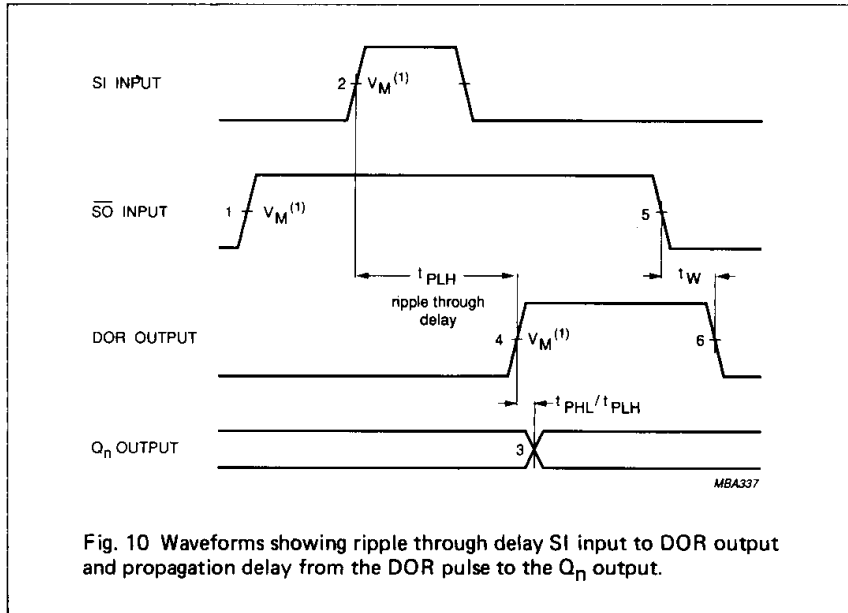 SI INPUT
2 V_M^(1)
SO INPUT
1 V_M^(1)
5
t_PLH
t_W
ripple through
delay
DOR OUTPUT
4 V_M^(1)
6
t_PHL/t_PLH
Q_n OUTPUT
3
MBA337
Fig. 10 Waveforms showing ripple through delay SI input to DOR output
and propagation delay from the DOR pulse to the Q_n output.